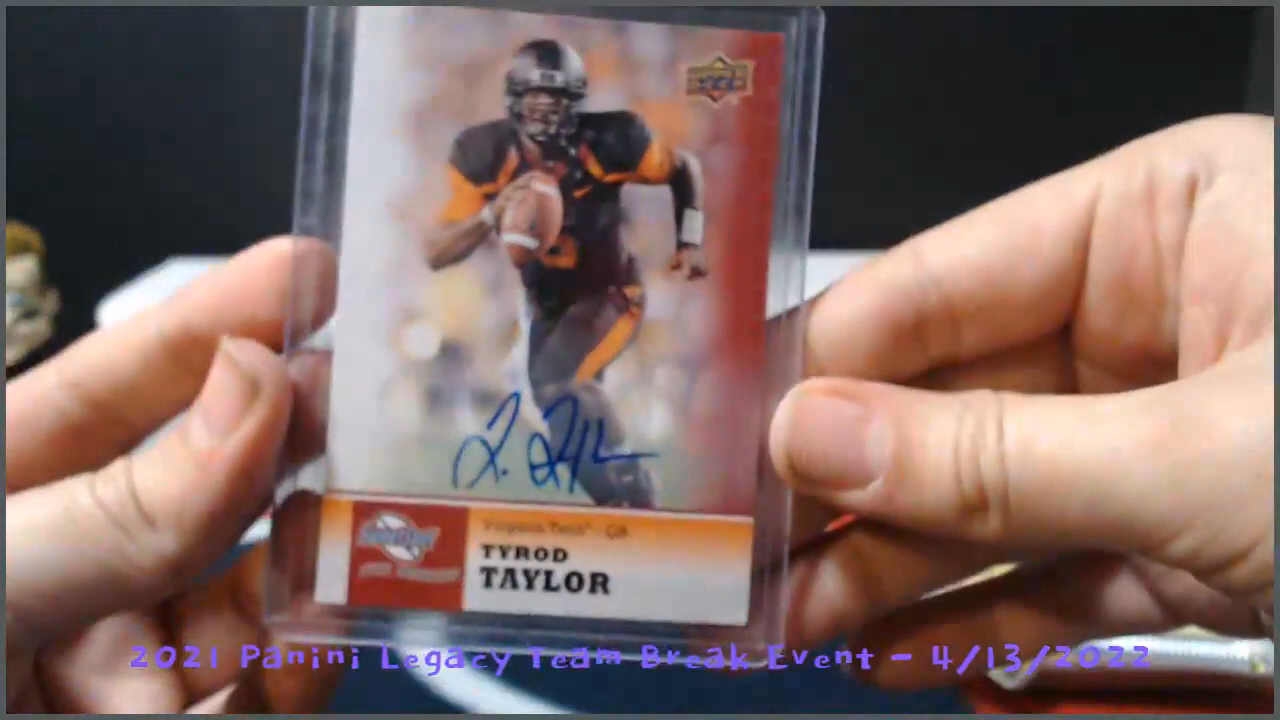 Virginia Tech - QB
TYROD
TAYLOR
2021 Panini Legacy Team Break Event - 4/13/2022